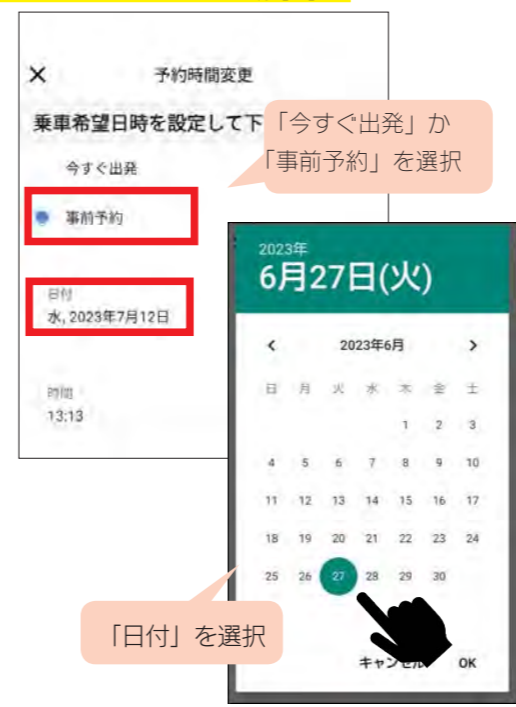 × 予約時間変更
乗車希望日時を設定して下
「今すぐ出発」か
「事前予約」を選択
今すぐ出発
事前予約
日付
水, 2023年7月12日
時間
13:13
2023年
6月27日(火)
< 2023年6月 >
日 月 火 水 木 金 土
1 2 3
4 5 6 7 8 9 10
11 12 13 14 15 16 17
18 19 20 21 22 23 24
25 26 27 28 29 30
「日付」を選択
キャンセル OK